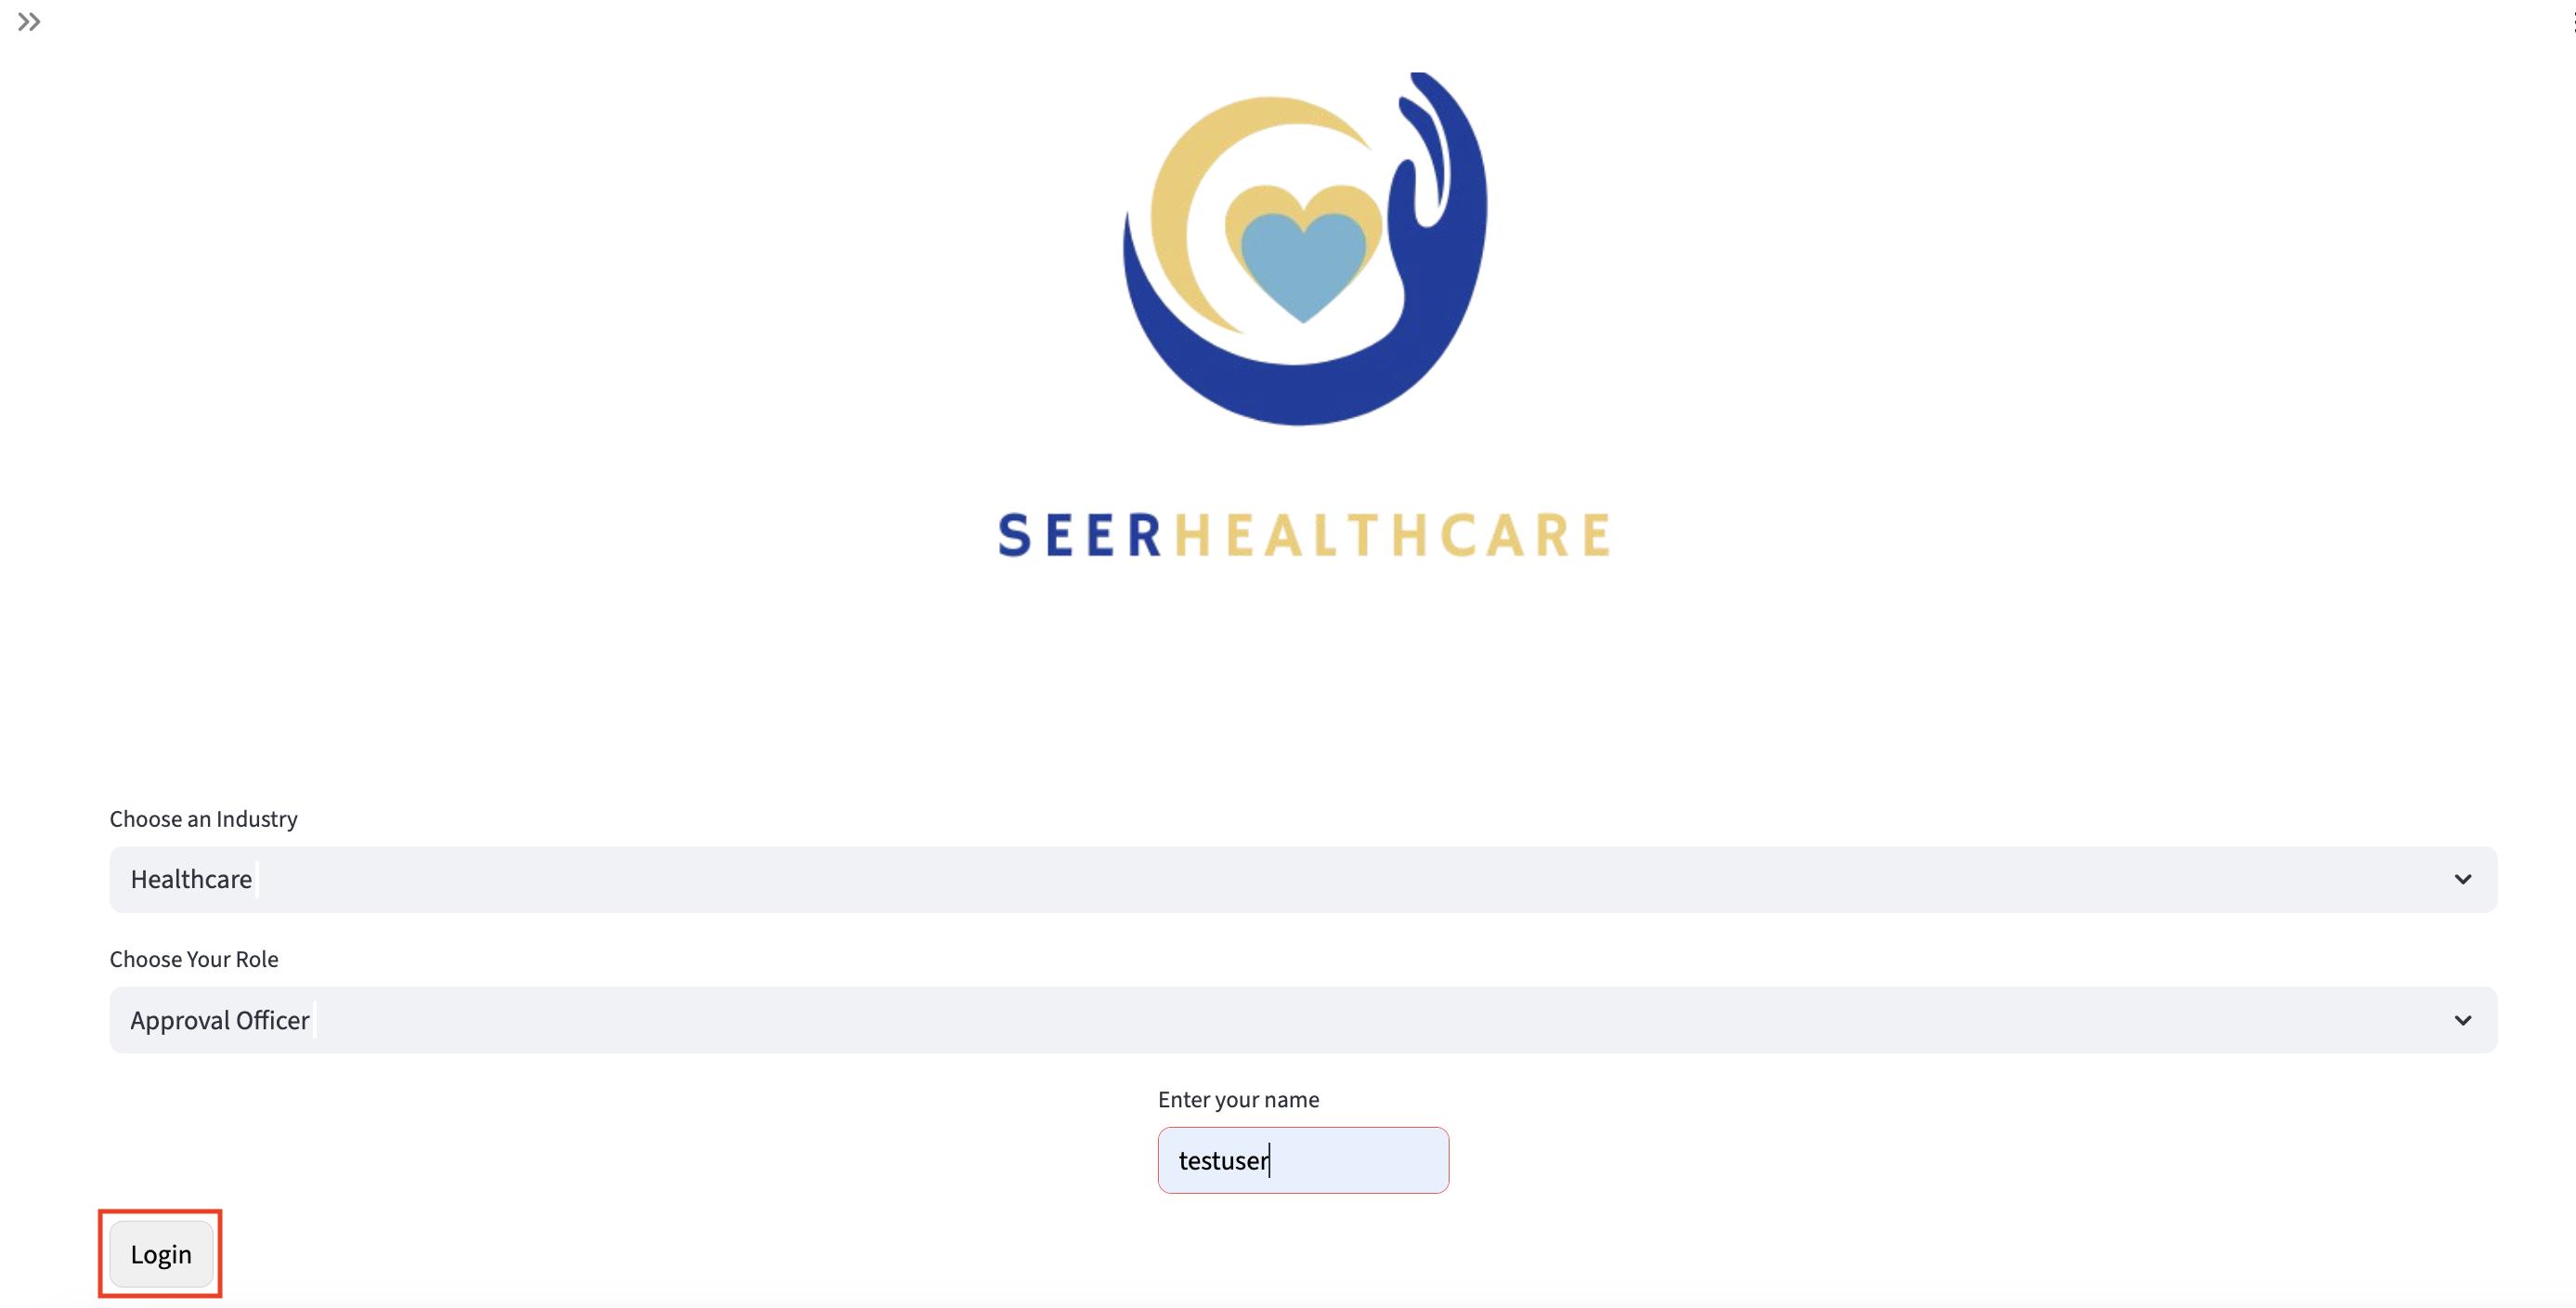 SEERHEALTHCARE
Choose an Industry
Healthcare
Choose Your Role
Approval Officer
Enter your name
testuser
Login